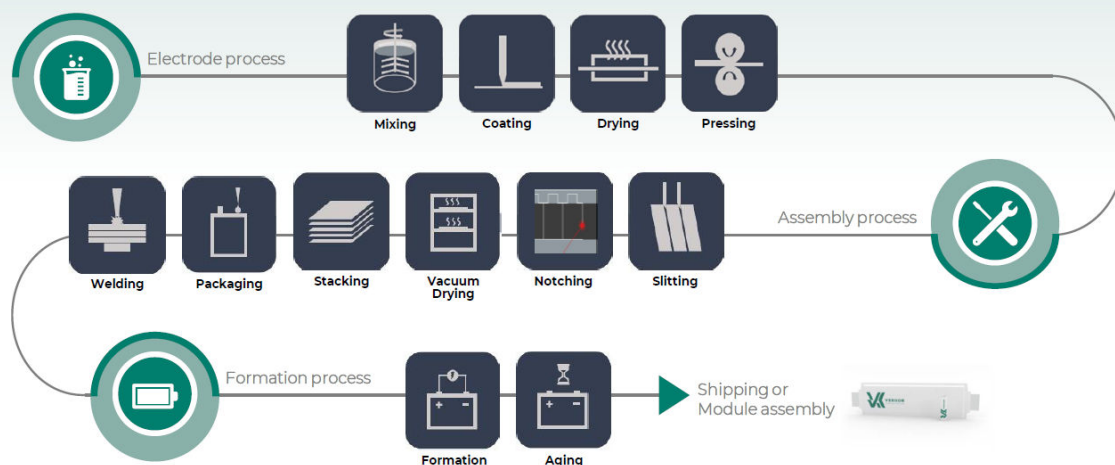 Electrode process
Mixing
Coating
Drying
Pressing
Assembly process
Welding
Packaging
Stacking
Vacuum
Drying
Notching
Slitting
Formation process
Formation
Aging
Shipping or
Module assembly